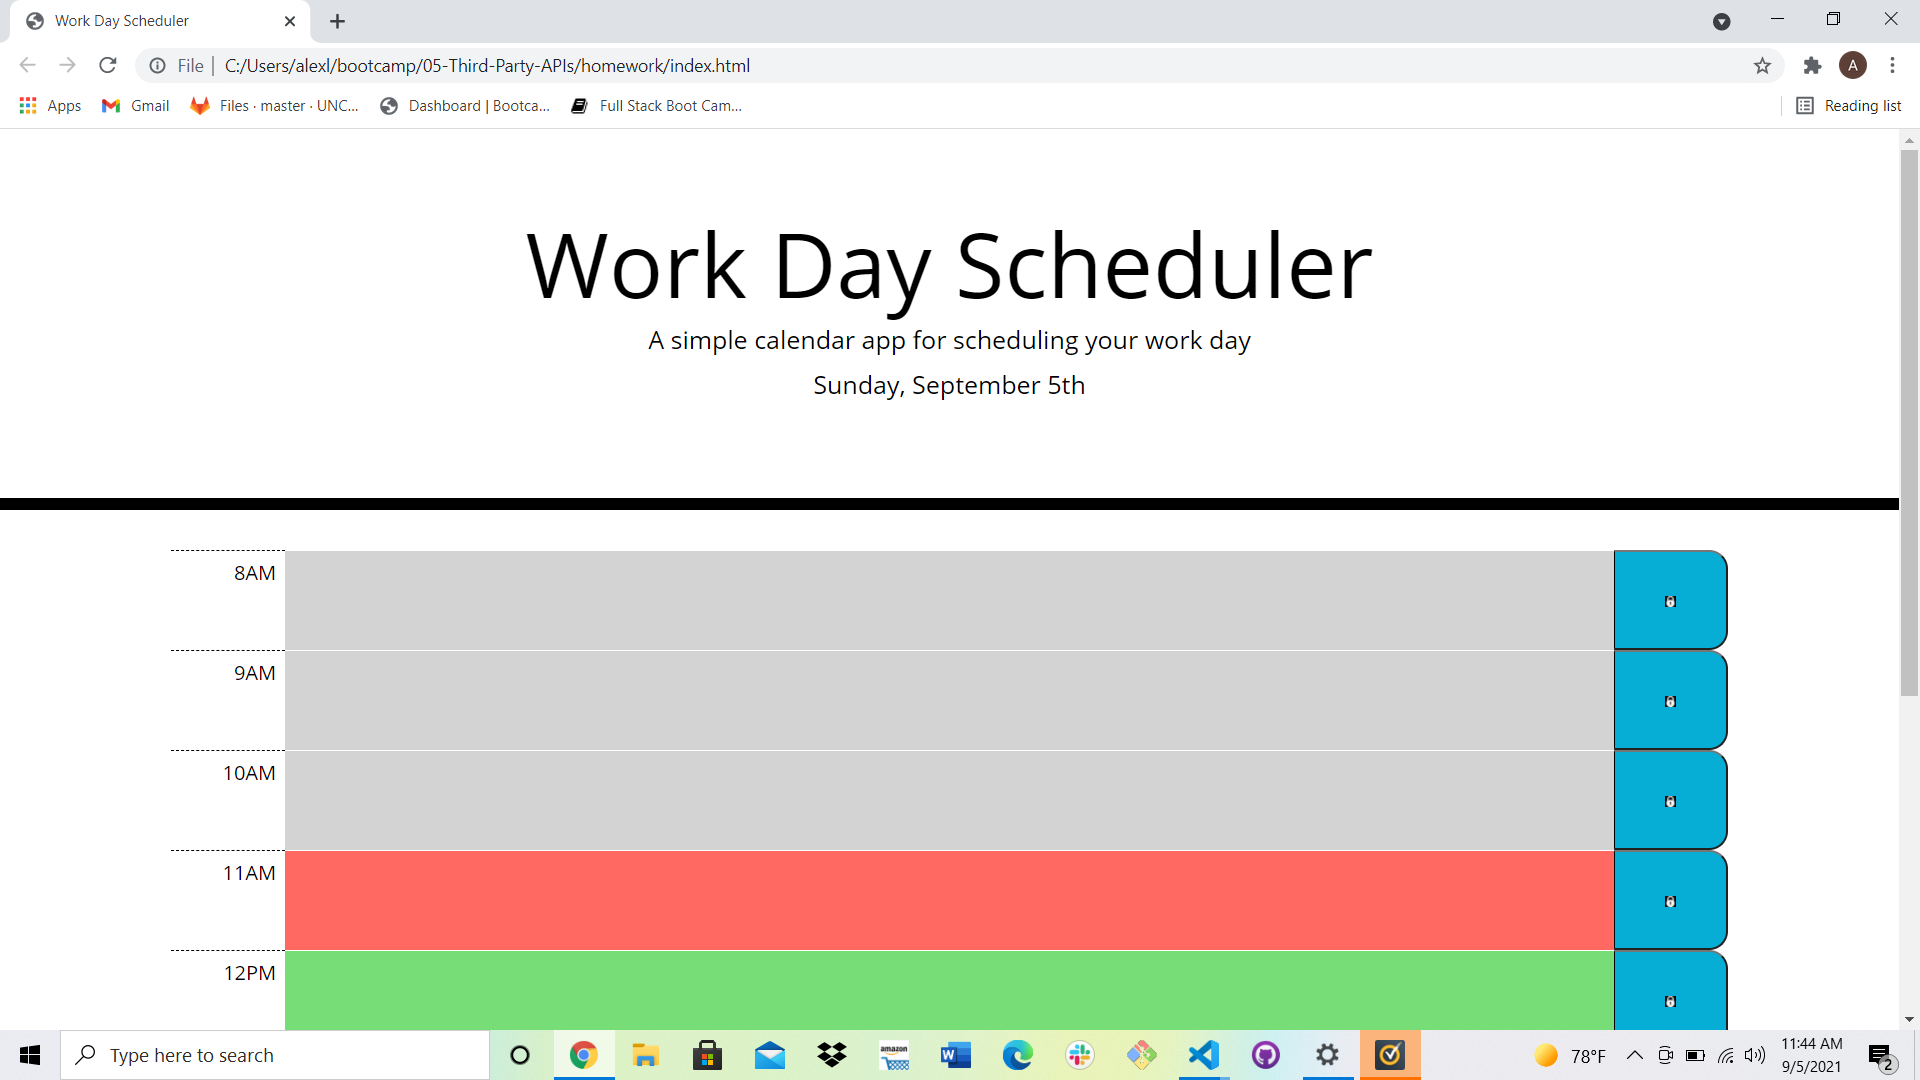 Work Day Scheduler
File | C:/Users/alexl/bootcamp/05-Third-Party-APIs/homework/index.html
A
Apps Gmail Files · master · UNC... Dashboard | Bootca... Full Stack Boot Cam... Reading list
Work Day Scheduler
A simple calendar app for scheduling your work day
Sunday, September 5th
8AM
9AM
10AM
11AM
12PM
Type here to search
amazon
W
78°F
11:44 AM
9/5/2021
2